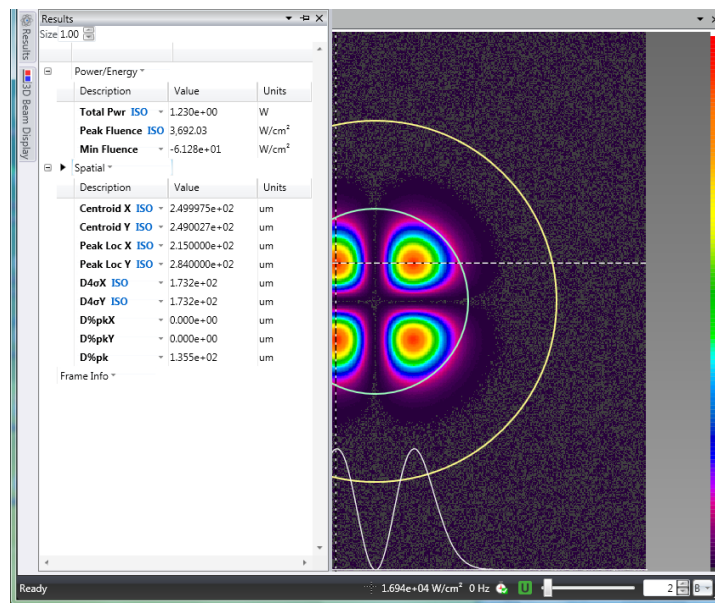 Results
Size 1.00
Results
3D Beam Display
Power/Energy
Description Value Units
Total Pwr ISO 1.230e+00 W
Peak Fluence ISO 3,692.03 W/cm²
Min Fluence -6.128e+01 W/cm²
Spatial
Description Value Units
Centroid X ISO 2.499975e+02 um
Centroid Y ISO 2.490027e+02 um
Peak Loc X ISO 2.150000e+02 um
Peak Loc Y ISO 2.840000e+02 um
D4σX ISO 1.732e+02 um
D4σY ISO 1.732e+02 um
D%pkX 0.000e+00 um
D%pkY 0.000e+00 um
D%pk 1.355e+02 um
Frame Info
Ready 1.694e+04 W/cm² 0 Hz U 2 B